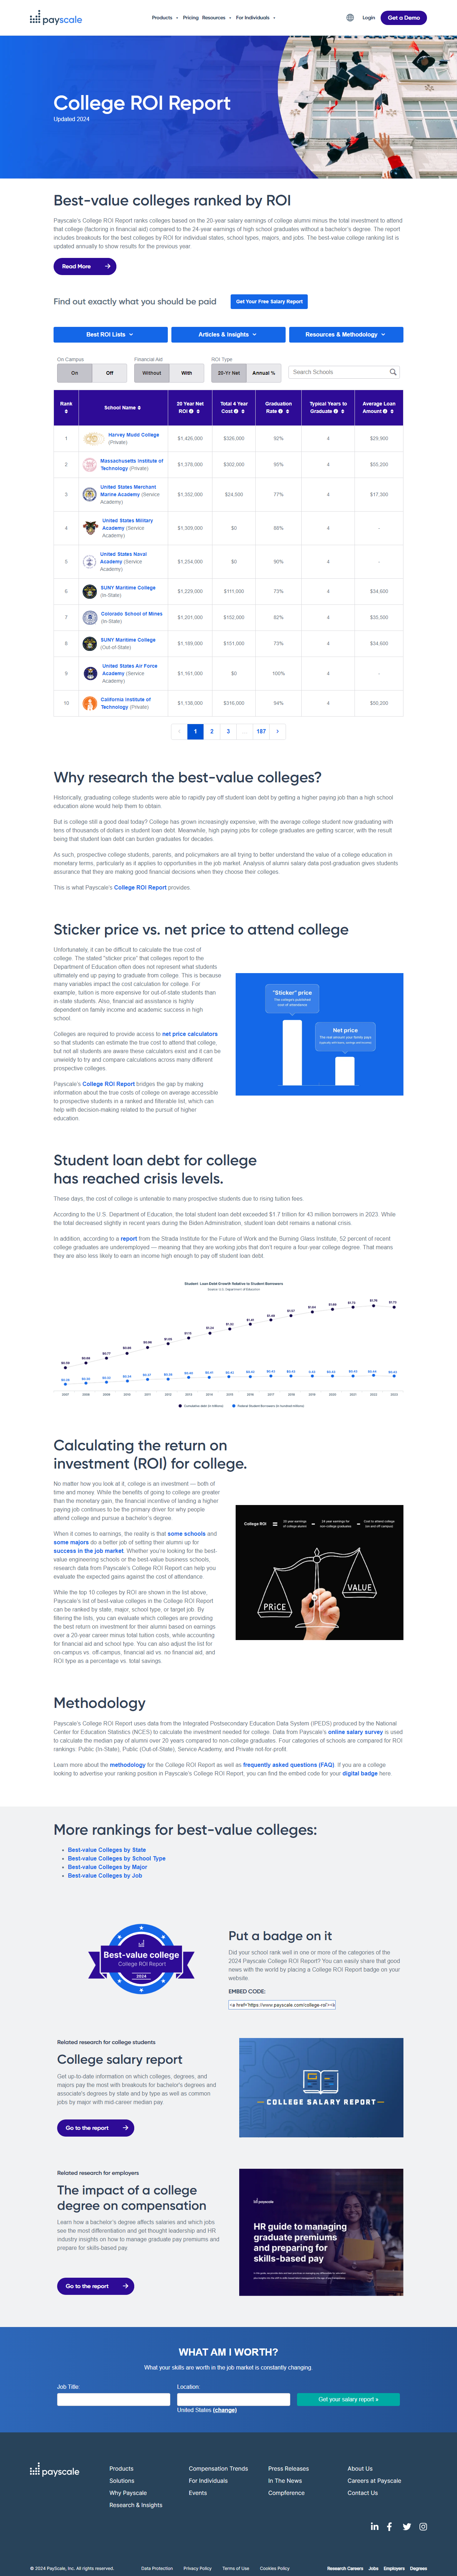 payscale
Products
Pricing
Resources
For Individuals
Login
Get a Demo
College ROI Report
Updated 2024
Best-value colleges ranked by ROI
Payscale's College ROI Report ranks colleges based on the 20-year salary earnings of college alumni minus the total investment to attend
that college (factoring in financial aid) compared to the 24-year earnings of high school graduates without a bachelor's degree. The report
includes breakouts for the best colleges by ROI for individual states, school types, majors, and jobs. The best-value college ranking list is
updated annually to show results for the previous year.
Read More
Find out exactly what you should be paid
Get Your Free Salary Report
Best ROI Lists
Articles & Insights
Resources & Methodology
On Campus
Financial Aid
ROI Type
On Off
Without With
20-Yr Net Annual %
Search Schools
Rank School Name 20 Year Net ROI Total 4 Year Cost Graduation Rate Typical Years to Graduate Average Loan Amount
1 Harvey Mudd College (Private) $1,426,000 $326,000 92% 4 $29,900
2 Massachusetts Institute of Technology (Private) $1,378,000 $302,000 95% 4 $55,200
3 United States Merchant Marine Academy (Service Academy) $1,352,000 $24,500 77% 4 $17,300
4 United States Military Academy (Service Academy) $1,309,000 $0 88% 4 -
5 United States Naval Academy (Service Academy) $1,254,000 $0 90% 4 -
6 SUNY Maritime College (In-State) $1,229,000 $111,000 73% 4 $34,600
7 Colorado School of Mines (In-State) $1,201,000 $152,000 82% 4 $35,500
8 SUNY Maritime College (Out-of-State) $1,189,000 $151,000 73% 4 $34,600
9 United States Air Force Academy (Service Academy) $1,161,000 $0 100% 4 -
10 California Institute of Technology (Private) $1,138,000 $316,000 94% 4 $50,200
1 2 3 ... 187
Why research the best-value colleges?
Historically, graduating college students were able to rapidly pay off student loan debt by getting a higher paying job than a high school
education alone would help them to obtain.
But is college still a good deal today? College has grown increasingly expensive, with the average college student now graduating with
tens of thousands of dollars in student loan debt. Meanwhile, high paying jobs for college graduates are getting scarcer, with the result
being that student loan debt can burden graduates for decades.
As such, prospective college students, parents, and policymakers are all trying to better understand the value of a college education in
monetary terms, particularly as it applies to opportunities in the job market. Analysis of alumni salary data post-graduation gives students
assurance that they are making good financial decisions when they choose their colleges.
This is what Payscale's College ROI Report provides.
Sticker price vs. net price to attend college
Unfortunately, it can be difficult to calculate the true cost of
college. The stated "sticker price" that colleges report to the
Department of Education often does not represent what students
ultimately end up paying to graduate from college. This is because
many variables impact the cost calculation for college. For
example, tuition is more expensive for out-of-state students than
in-state students. Also, financial aid and assistance is highly
dependent on family income and academic success in high
school.
Colleges are required to provide access to net price calculators
so that students can estimate the true cost to attend that college,
but not all students are aware these calculators exist and it can be
unwieldy to try and compare calculations across many different
prospective colleges.
Payscale's College ROI Report bridges the gap by making
information about the true costs of college on average accessible
to prospective students in a ranked and filterable list, which can
help with decision-making related to the pursuit of higher
education.
"Sticker" price
The college's published
cost of attendance
Net price
Student loan debt for college
has reached crisis levels.
These days, the cost of college is untenable to many prospective students due to rising tuition fees.
According to the U.S. Department of Education, the total student loan debt exceeded $1.7 trillion for 43 million borrowers in 2023. While
the total decreased slightly in recent years during the Biden Administration, student loan debt remains a national crisis.
In addition, according to a report from the Strada Institute for the Future of Work and the Burning Glass Institute, 52 percent of recent
college graduates are underemployed — meaning that they are working jobs that don't require a four-year college degree. That means
they are also less likely to earn an income high enough to pay off student loan debt.
Student Loan Debt Growth Relative to Student Borrowers
Source: U.S. Department of Education
2007 2008 2009 2010 2011 2012 2013 2014 2015 2016 2017 2018 2019 2020 2021 2022 2023
Cumulative debt (in trillions)
Federal Student Borrowers (in hundred millions)
Calculating the return on
investment (ROI) for college.
No matter how you look at it, college is an investment — both of
time and money. While the benefits of going to college are greater
than the monetary gain, the financial incentive of landing a higher
paying job continues to be the primary driver for why people
attend college and pursue a bachelor's degree.
When it comes to earnings, the reality is that some schools and
some majors do a better job of setting their alumni up for
success in the job market. Whether you're looking for the best-
value engineering schools or the best-value business schools,
research data from Payscale's College ROI Report can help you
evaluate the expected gains against the cost of attendance.
While the top 10 colleges by ROI are shown in the list above,
Payscale's list of best-value colleges in the College ROI Report
can be ranked by state, major, school type, or target job. By
filtering the lists, you can evaluate which colleges are providing
the best return on investment for their alumni based on earnings
over a 20-year career minus total tuition costs, while accounting
for financial aid and school type. You can also adjust the list for
on-campus vs. off-campus, financial aid vs. no financial aid, and
ROI type as a percentage vs. total savings.
College ROI =
20 year earnings
of college alumni
-
-
Cost to attend college
(on and off campus)
PRICE
VALUE
Methodology
Payscale's College ROI Report uses data from the Integrated Postsecondary Education Data System (IPEDS) produced by the National
Center for Education Statistics (NCES) to calculate the investment needed for college. Data from Payscale's online salary survey is used
to calculate the median pay of alumni over 20 years compared to non-college graduates. Four categories of schools are compared for ROI
rankings: Public (In-State), Public (Out-of-State), Service Academy, and Private not-for-profit.
Learn more about the methodology for the College ROI Report as well as frequently asked questions (FAQ). If you are a college
looking to advertise your ranking position in Payscale's College ROI Report, you can find the embed code for your digital badge here.
More rankings for best-value colleges:
• Best-value Colleges by State
• Best-value Colleges by School Type
• Best-value Colleges by Major
• Best-value Colleges by Job
Best-value college
College ROI Report
2024
Put a badge on it
Did your school rank well in one or more of the categories of the
2024 Payscale College ROI Report? You can easily share that good
news with the world by placing a College ROI Report badge on your
website.
EMBED CODE:
<a href='https://www.payscale.com/college-roi'><i
Related research for college students
College salary report
Get up-to-date information on which colleges, degrees, and
majors pay the most with breakouts for bachelor's degrees and
associate's degrees by state and by type as well as common
jobs by major with mid-career median pay.
Go to the report
COLLEGE SALARY REPORT
Related research for employers
The impact of a college
degree on compensation
Learn how a bachelor's degree affects salaries and which jobs
see the most differentiation and get thought leadership and HR
industry insights on how to manage graduate pay premiums and
prepare for skills-based pay.
Go to the report
payscale
HR guide to managing
graduate premiums
and preparing for
skills-based pay
WHAT AM I WORTH?
What your skills are worth in the job market is constantly changing.
Job Title:
Location:
Get your salary report »
United States (change)
payscale
Products
Solutions
Why Payscale
Research & Insights
Compensation Trends
For Individuals
Events
Press Releases
In The News
Compference
About Us
Careers at Payscale
Contact Us
© 2024 PayScale, Inc. All rights reserved.
Data Protection
Privacy Policy
Terms of Use
Cookies Policy
Research Careers
Jobs
Employers
Degrees